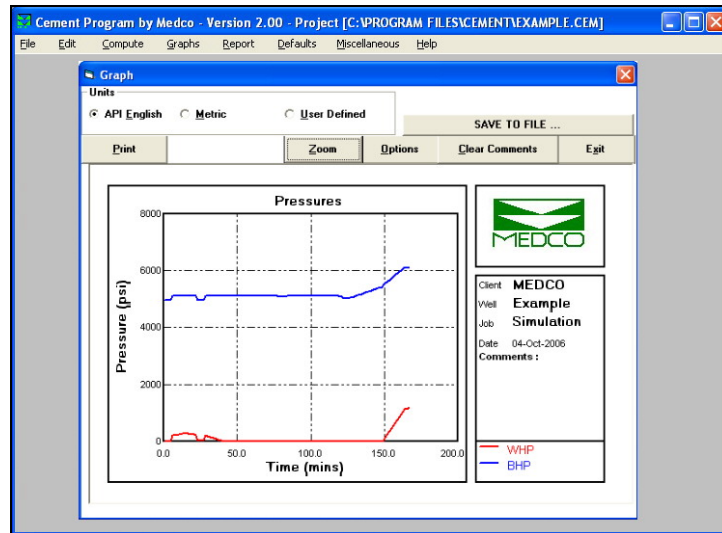 Cement Program by Medco - Version 2.00 - Project [C:\PROGRAM FILES\CEMENT\EXAMPLE.CEM]
File Edit Compute Graphs Report Defaults Miscellaneous Help
Graph
Units
API English Metric User Defined
SAVE TO FILE ...
Print Zoom Options Clear Comments Exit
Pressures
8000
6000
4000
2000
0
Pressure (psi)
0.0 50.0 100.0 150.0 200.0
Time (mins)
MEDCO
Client MEDCO
Well Example
Job Simulation
Date 04-Oct-2006
Comments :
WHP
BHP